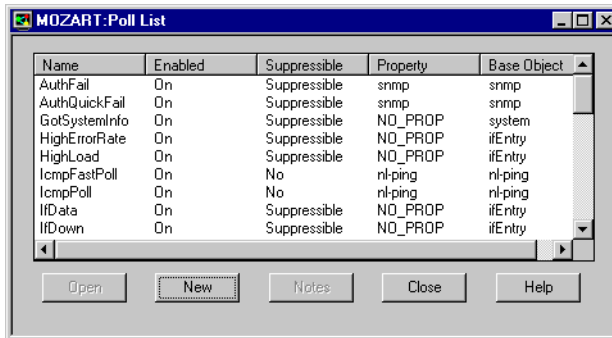 MOZART:Poll List
Name Enabled Suppressible Property Base Object
AuthFail On Suppressible snmp snmp
AuthQuickFail On Suppressible snmp snmp
GotSystemInfo On Suppressible NO_PROP system
HighErrorRate On Suppressible NO_PROP ifEntry
HighLoad On Suppressible NO_PROP ifEntry
IcmpFastPoll On No nl-ping nl-ping
IcmpPoll On No nl-ping nl-ping
IfData On Suppressible NO_PROP ifEntry
IfDown On Suppressible NO_PROP ifEntry
Open New Notes Close Help